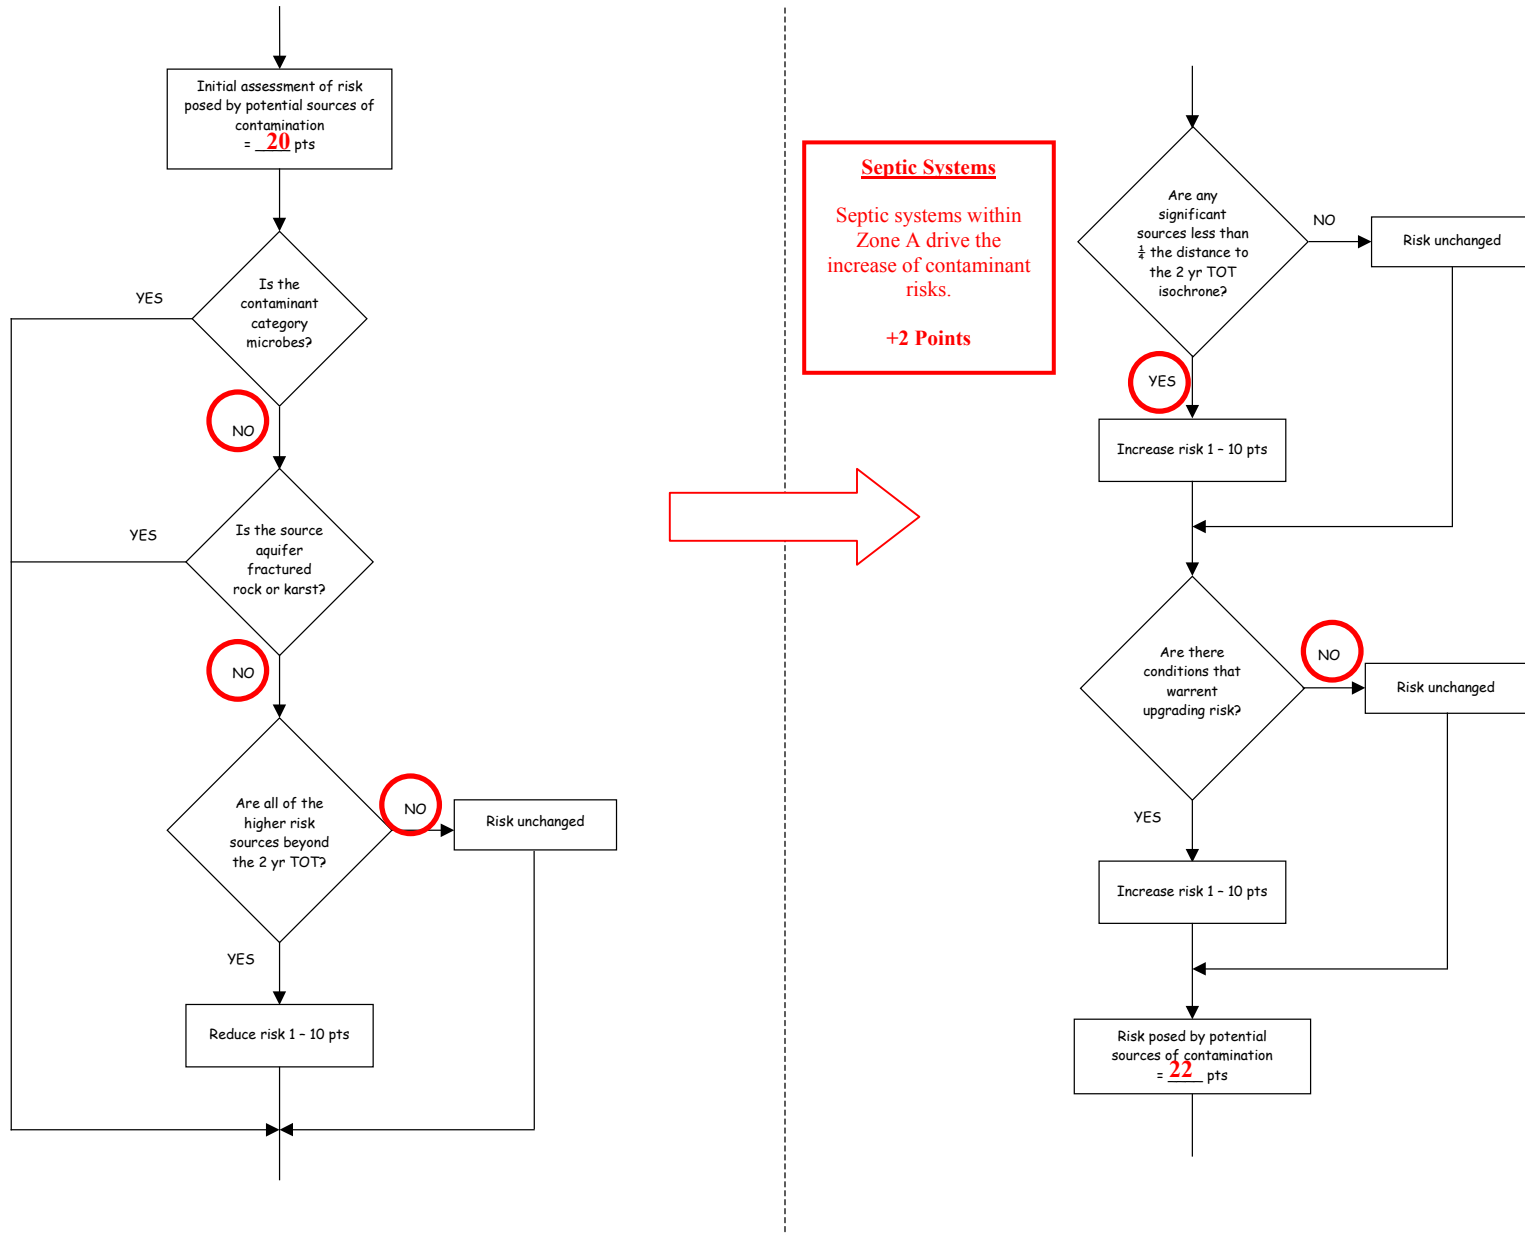 Initial assessment of risk
posed by potential sources of
contamination
= 20 pts
Is the
contaminant
category
microbes?
YES
NO
Is the source
aquifer
fractured
rock or karst?
YES
NO
Are all of the
higher risk
sources beyond
the 2 yr TOT?
NO
Risk unchanged
YES
Reduce risk 1 – 10 pts
Septic Systems
Septic systems within
Zone A drive the
increase of contaminant
risks.
+2 Points
Are any
significant
sources less than
¼ the distance to
the 2 yr TOT
isochrone?
NO
Risk unchanged
YES
Increase risk 1 – 10 pts
Are there
conditions that
warrent
upgrading risk?
NO
Risk unchanged
YES
Increase risk 1 – 10 pts
Risk posed by potential
sources of contamination
= 22 pts